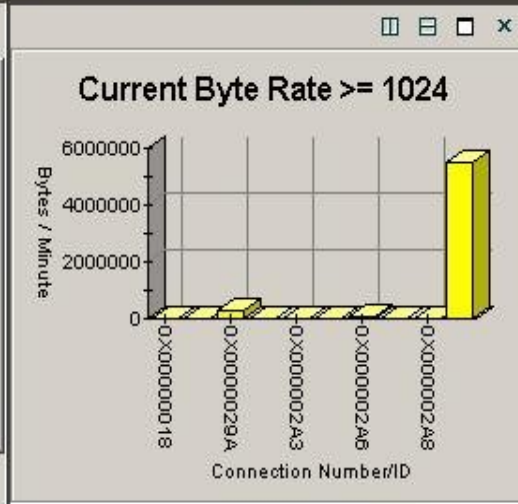 Current Byte Rate >= 1024
Bytes / Minute
6000000
4000000
2000000
0
0X00000018
0X0000029A
0X000002A3
0X000002A6
0X000002A8
Connection Number/ID